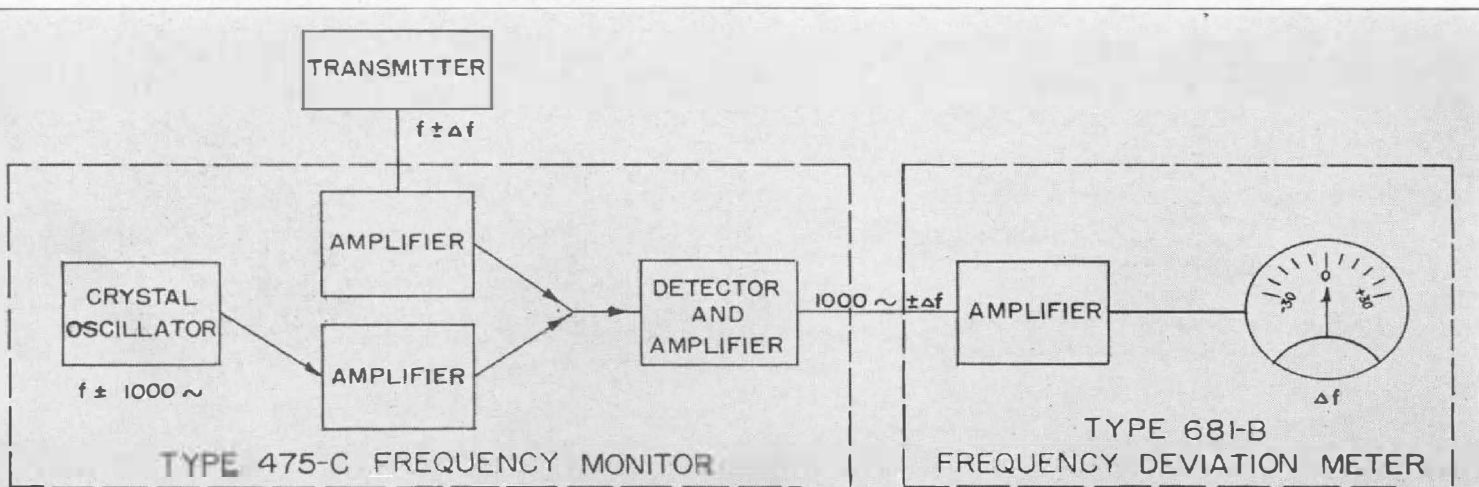 TRANSMITTER
f ± Δf
AMPLIFIER
CRYSTAL
OSCILLATOR
f ± 1000 ~
AMPLIFIER
DETECTOR
AND
AMPLIFIER
1000 ~ ± Δf
TYPE 475-C FREQUENCY MONITOR
AMPLIFIER
-30
0
+30
Δf
TYPE 681-B
FREQUENCY DEVIATION METER